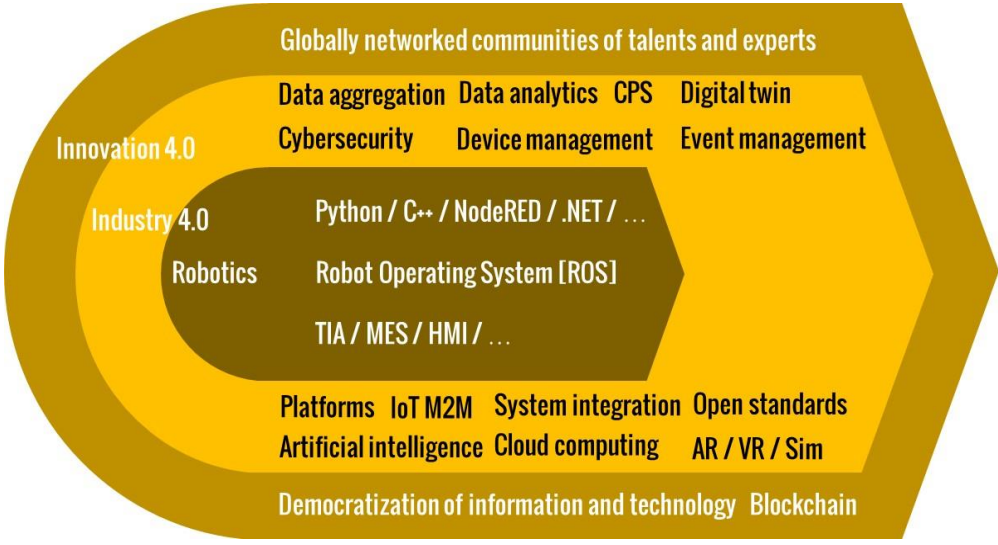 Globally networked communities of talents and experts
Data aggregation Data analytics CPS Digital twin
Innovation 4.0
Cybersecurity Device management Event management
Industry 4.0
Python / C++ / NodeRED / .NET / ...
Robotics
Robot Operating System [ROS]
TIA / MES / HMI / ...
Platforms IoT M2M System integration Open standards
Artificial intelligence Cloud computing AR / VR / Sim
Democratization of information and technology Blockchain